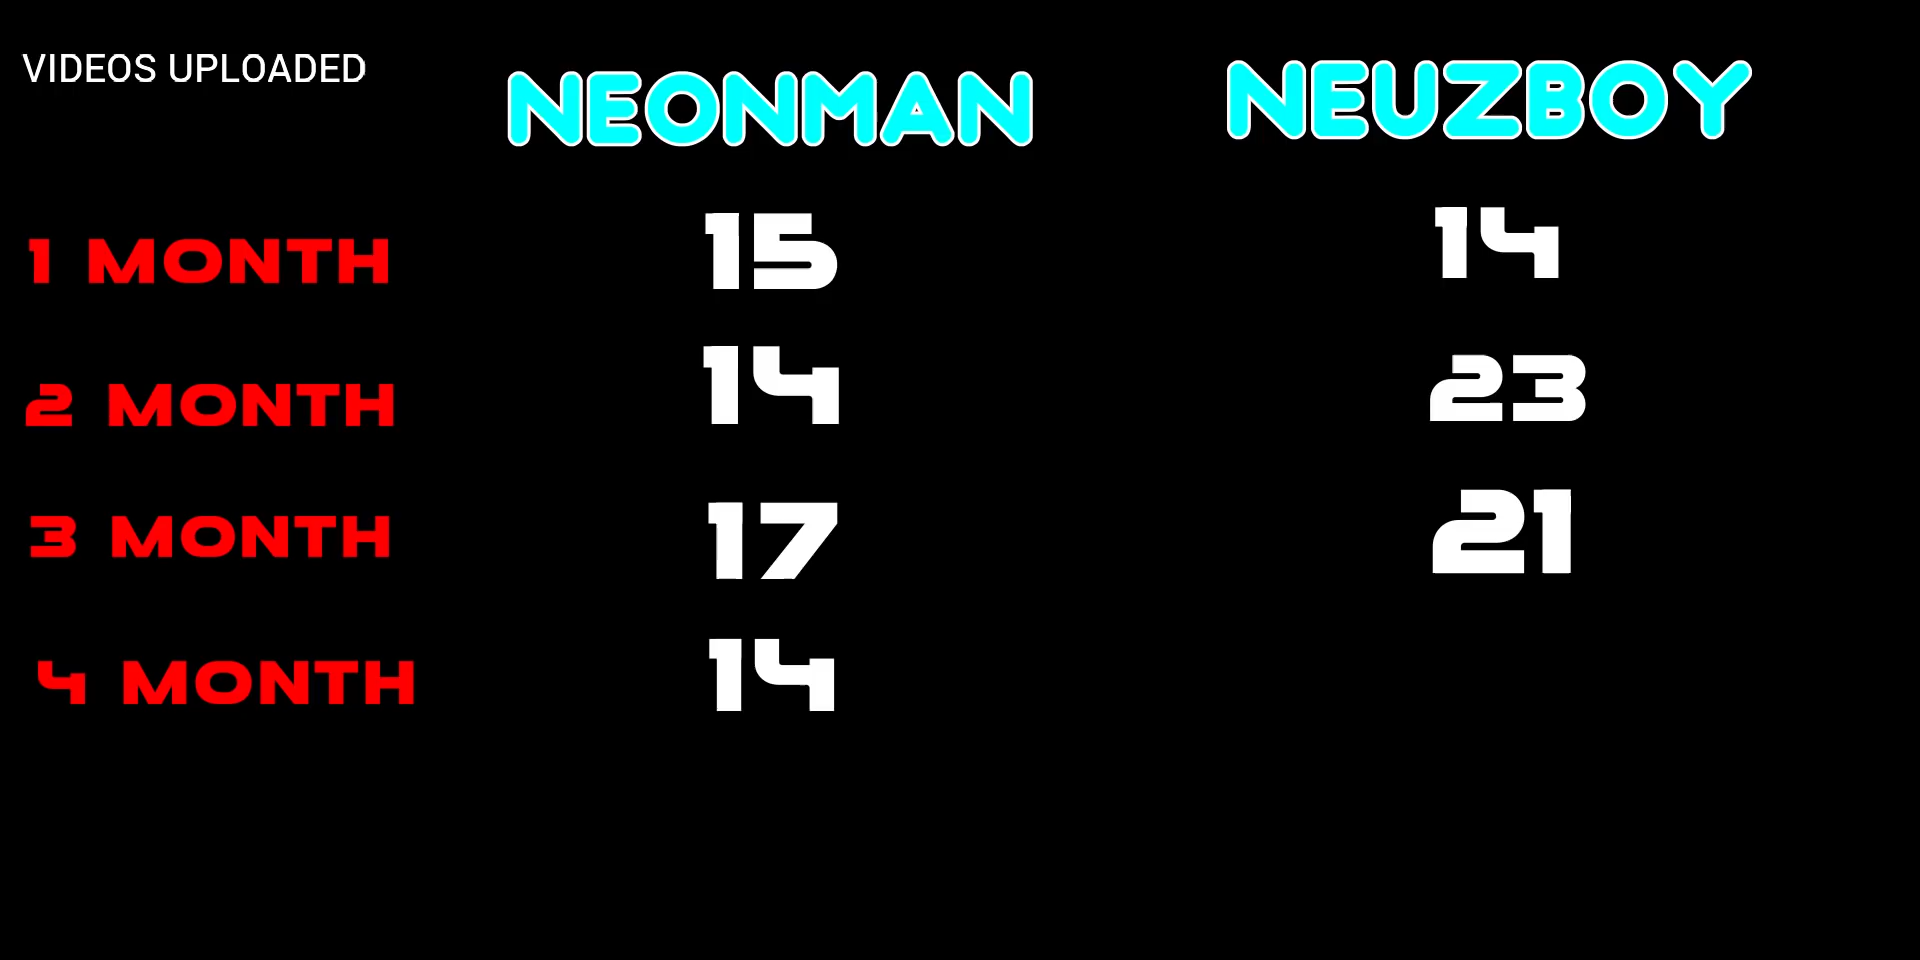 VIDEOS UPLOADED NEONMAN NEUZBOY
1 MONTH 15 14
2 MONTH 14 23
3 MONTH 17 21
4 MONTH 14